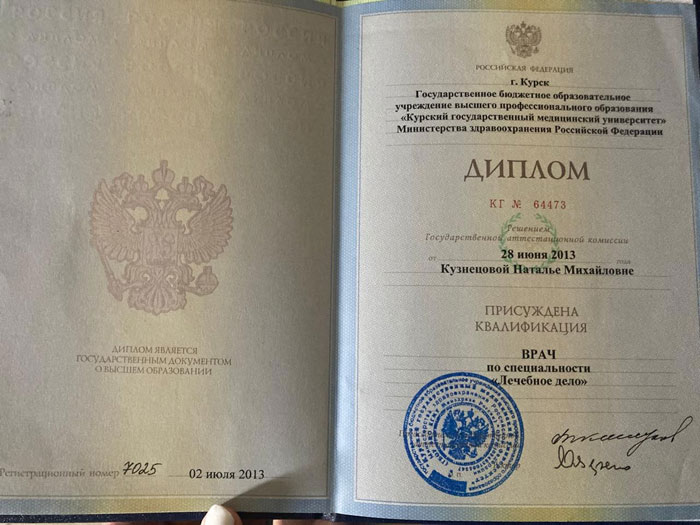 ДИПЛОМ ЯВЛЯЕТСЯ
ГОСУДАРСТВЕННЫМ ДОКУМЕНТОМ
О ВЫСШЕМ ОБРАЗОВАНИИ
Регистрационный номер 7025 02 июля 2013
РОССИЙСКАЯ ФЕДЕРАЦИЯ
г. Курск
Государственное бюджетное образовательное
учреждение высшего профессионального образования
«Курский государственный медицинский университет»
Министерства здравоохранения Российской Федерации
ДИПЛОМ
КГ № 64473
Решением
Государственной аттестационной комиссии
от 28 июня 2013 года
Кузнецовой Наталье Михайловне
ПРИСУЖДЕНА
КВАЛИФИКАЦИЯ
ВРАЧ
по специальности
«Лечебное дело»